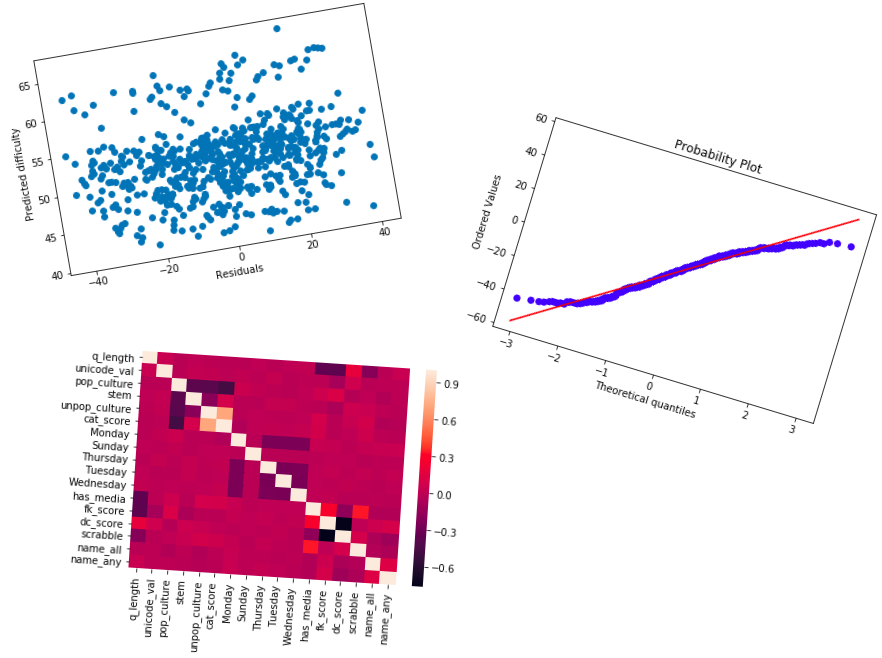 65
60
55
50
45
40
Predicted difficulty
−40
−20
0
20
40
Residuals
Probability Plot
60
40
20
0
−20
−40
−60
Ordered Values
−3
−2
−1
0
1
2
3
Theoretical quantiles
q_length
unicode_val
pop_culture
stem
unpop_culture
cat_score
Monday
Sunday
Thursday
Tuesday
Wednesday
has_media
fk_score
dc_score
scrabble
name_all
name_any
q_length
unicode_val
pop_culture
stem
unpop_culture
cat_score
Monday
Sunday
Thursday
Tuesday
Wednesday
has_media
fk_score
dc_score
scrabble
name_all
name_any
0.9
0.6
0.3
0.0
−0.3
−0.6